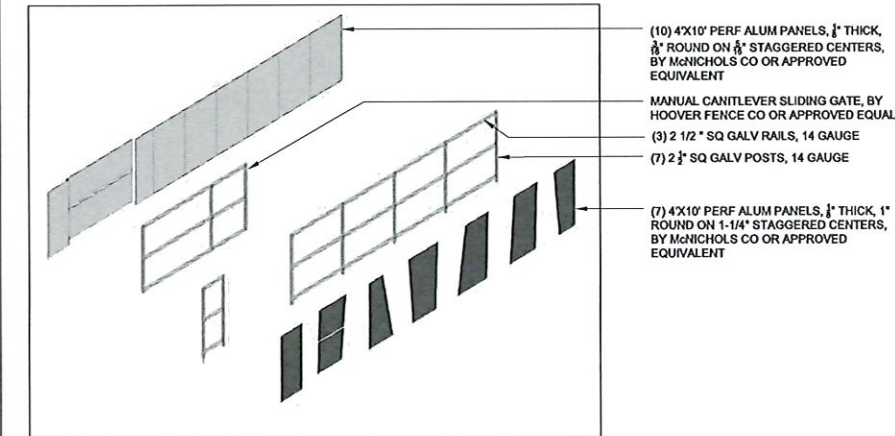 (10) 4'X10' PERF ALUM PANELS, 1/8" THICK,
3/16" ROUND ON 5/16" STAGGERED CENTERS,
BY McNICHOLS CO OR APPROVED
EQUIVALENT
MANUAL CANITLEVER SLIDING GATE, BY
HOOVER FENCE CO OR APPROVED EQUAL
(3) 2 1/2 " SQ GALV RAILS, 14 GAUGE
(7) 2 1/2" SQ GALV POSTS, 14 GAUGE
(7) 4'X10' PERF ALUM PANELS, 1/8" THICK, 1"
ROUND ON 1-1/4" STAGGERED CENTERS,
BY McNICHOLS CO OR APPROVED
EQUIVALENT